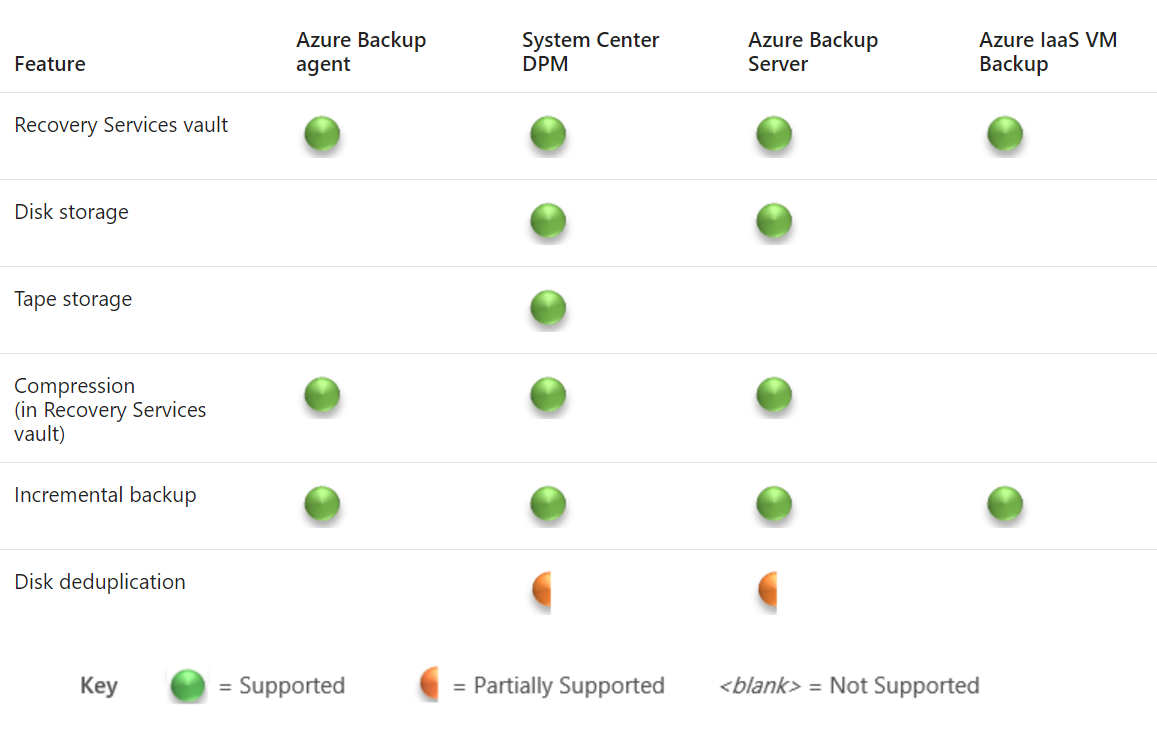 Feature
Azure Backup
agent
System Center
DPM
Azure Backup
Server
Azure IaaS VM
Backup
Recovery Services vault
Disk storage
Tape storage
Compression
(in Recovery Services
vault)
Incremental backup
Disk deduplication
Key = Supported = Partially Supported <blank> = Not Supported